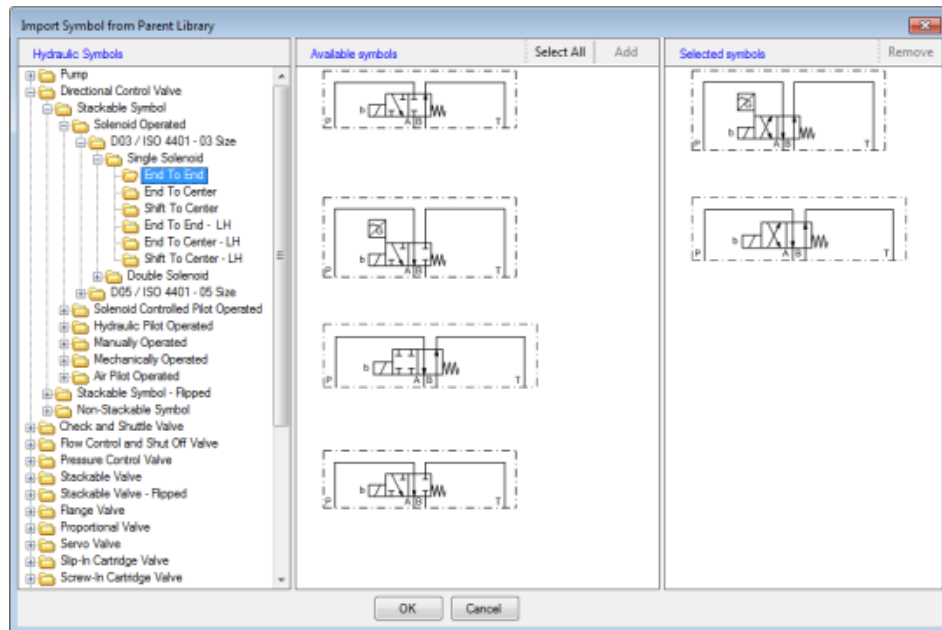 Import Symbol from Parent Library
Hydraulic Symbols
Available symbols
Select All
Add
Selected symbols
Remove
Pump
Directional Control Valve
Stackable Symbol
Solenoid Operated
D03 / ISO 4401 - 03 Size
Single Solenoid
End To End
End To Center
Shift To Center
End To End - LH
End To Center - LH
Shift To Center - LH
Double Solenoid
D05 / ISO 4401 - 05 Size
Solenoid Controlled Pilot Operated
Hydraulic Pilot Operated
Manually Operated
Mechanically Operated
Air Pilot Operated
Stackable Symbol - Flipped
Non-Stackable Symbol
Check and Shuttle Valve
Flow Control and Shut Off Valve
Pressure Control Valve
Stackable Valve
Stackable Valve - Flipped
Flange Valve
Proportional Valve
Servo Valve
Slip-In Cartridge Valve
Screw-In Cartridge Valve
b
P A B T
b
P A B T
b
P A B T
b
P A B T
b
P A B T
b
P A B T
OK
Cancel